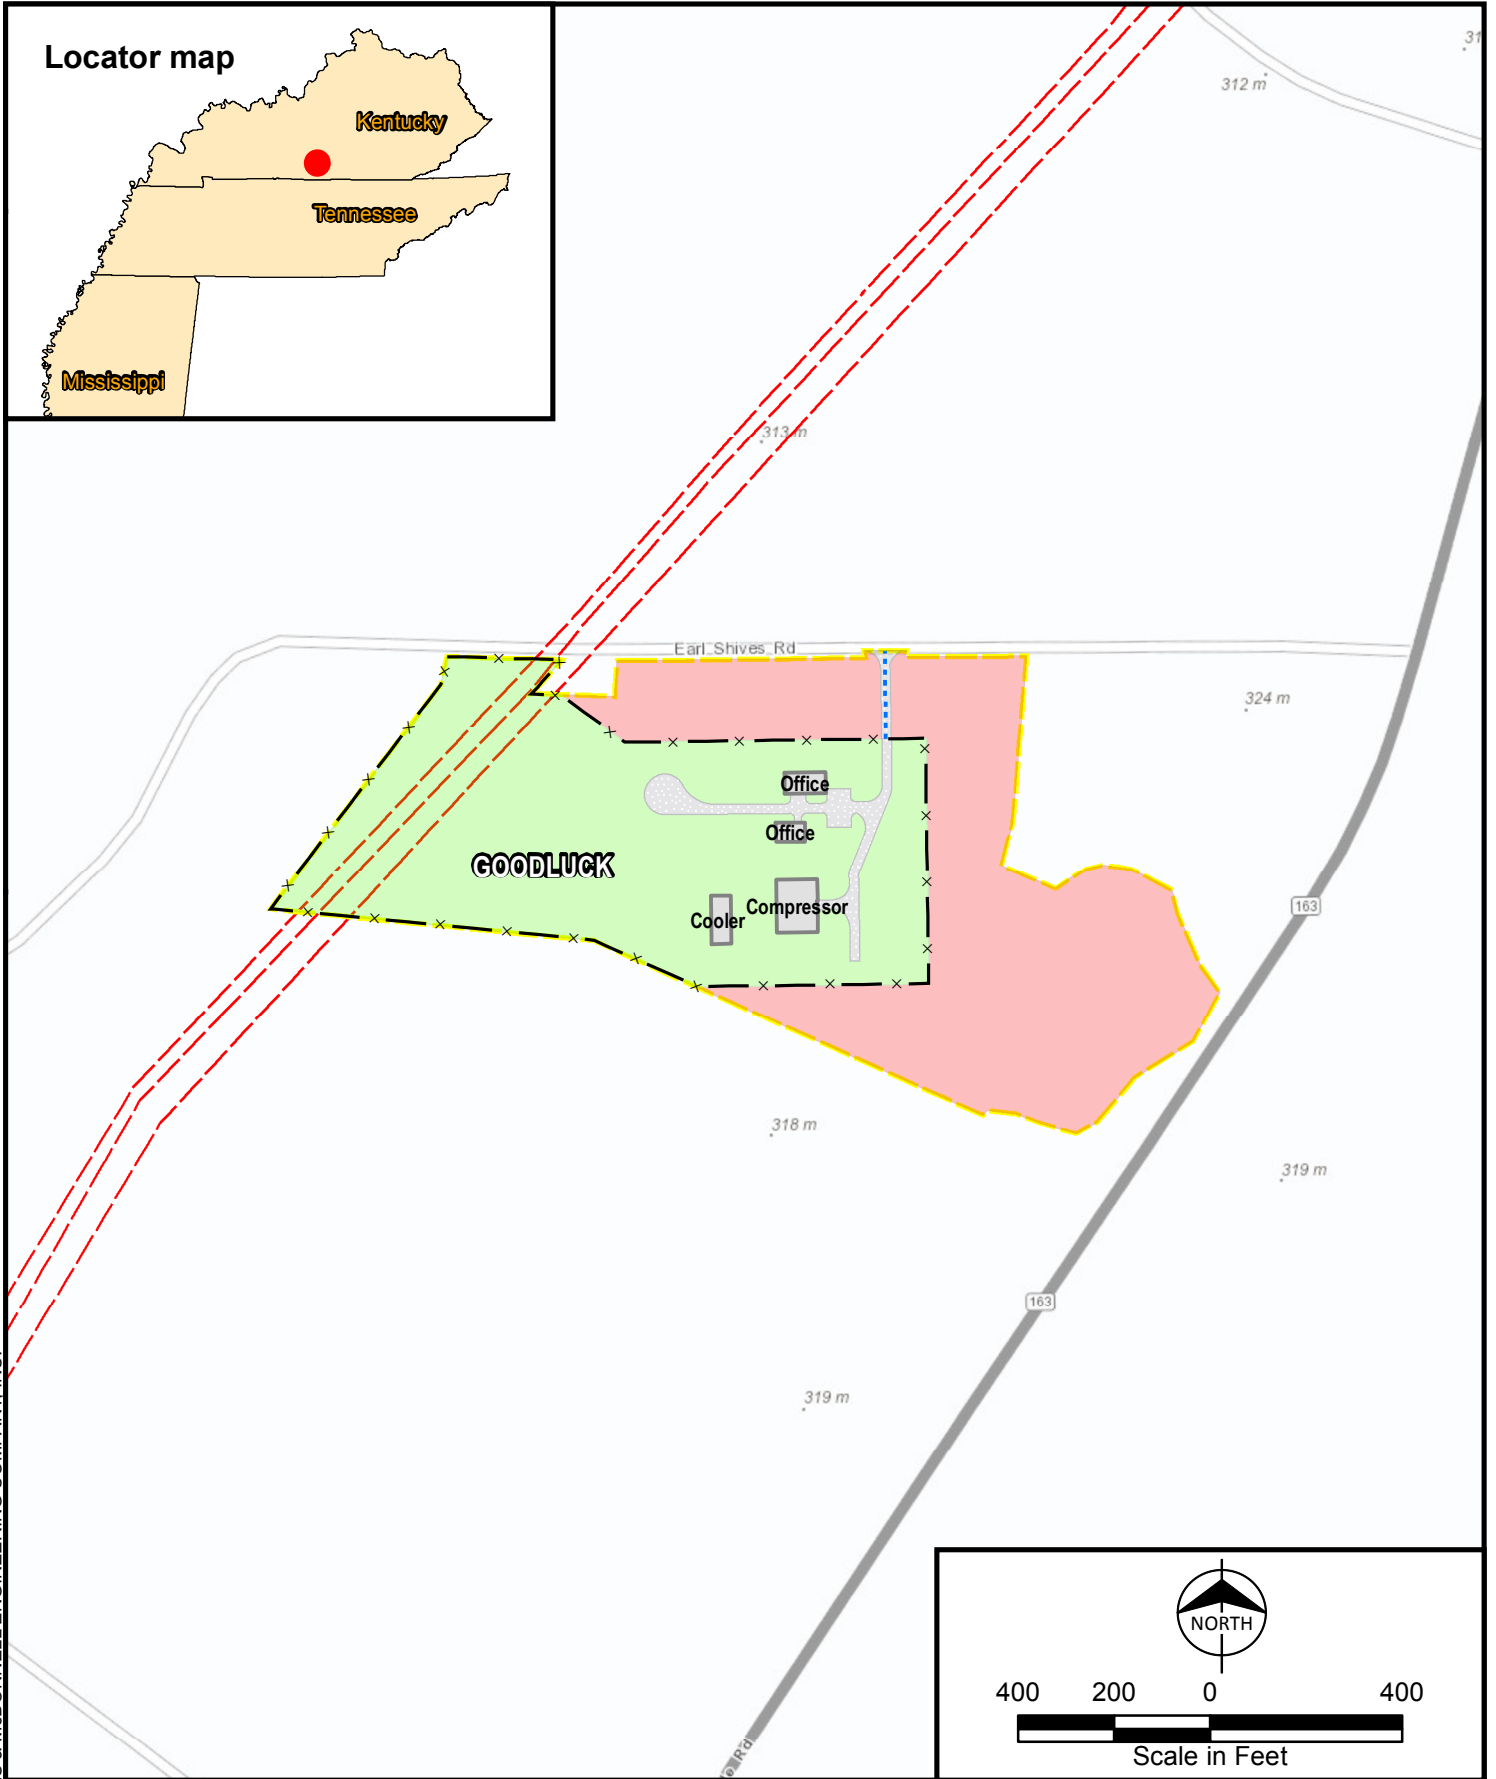 Locator map
Kentucky
Tennessee
Mississippi
312 m
313 m
Earl Shives Rd
324 m
Office
Office
GOODLUCK
Compressor
Cooler
163
318 m
319 m
163
319 m
NORTH
400 200 0 400
Scale in Feet
Rd